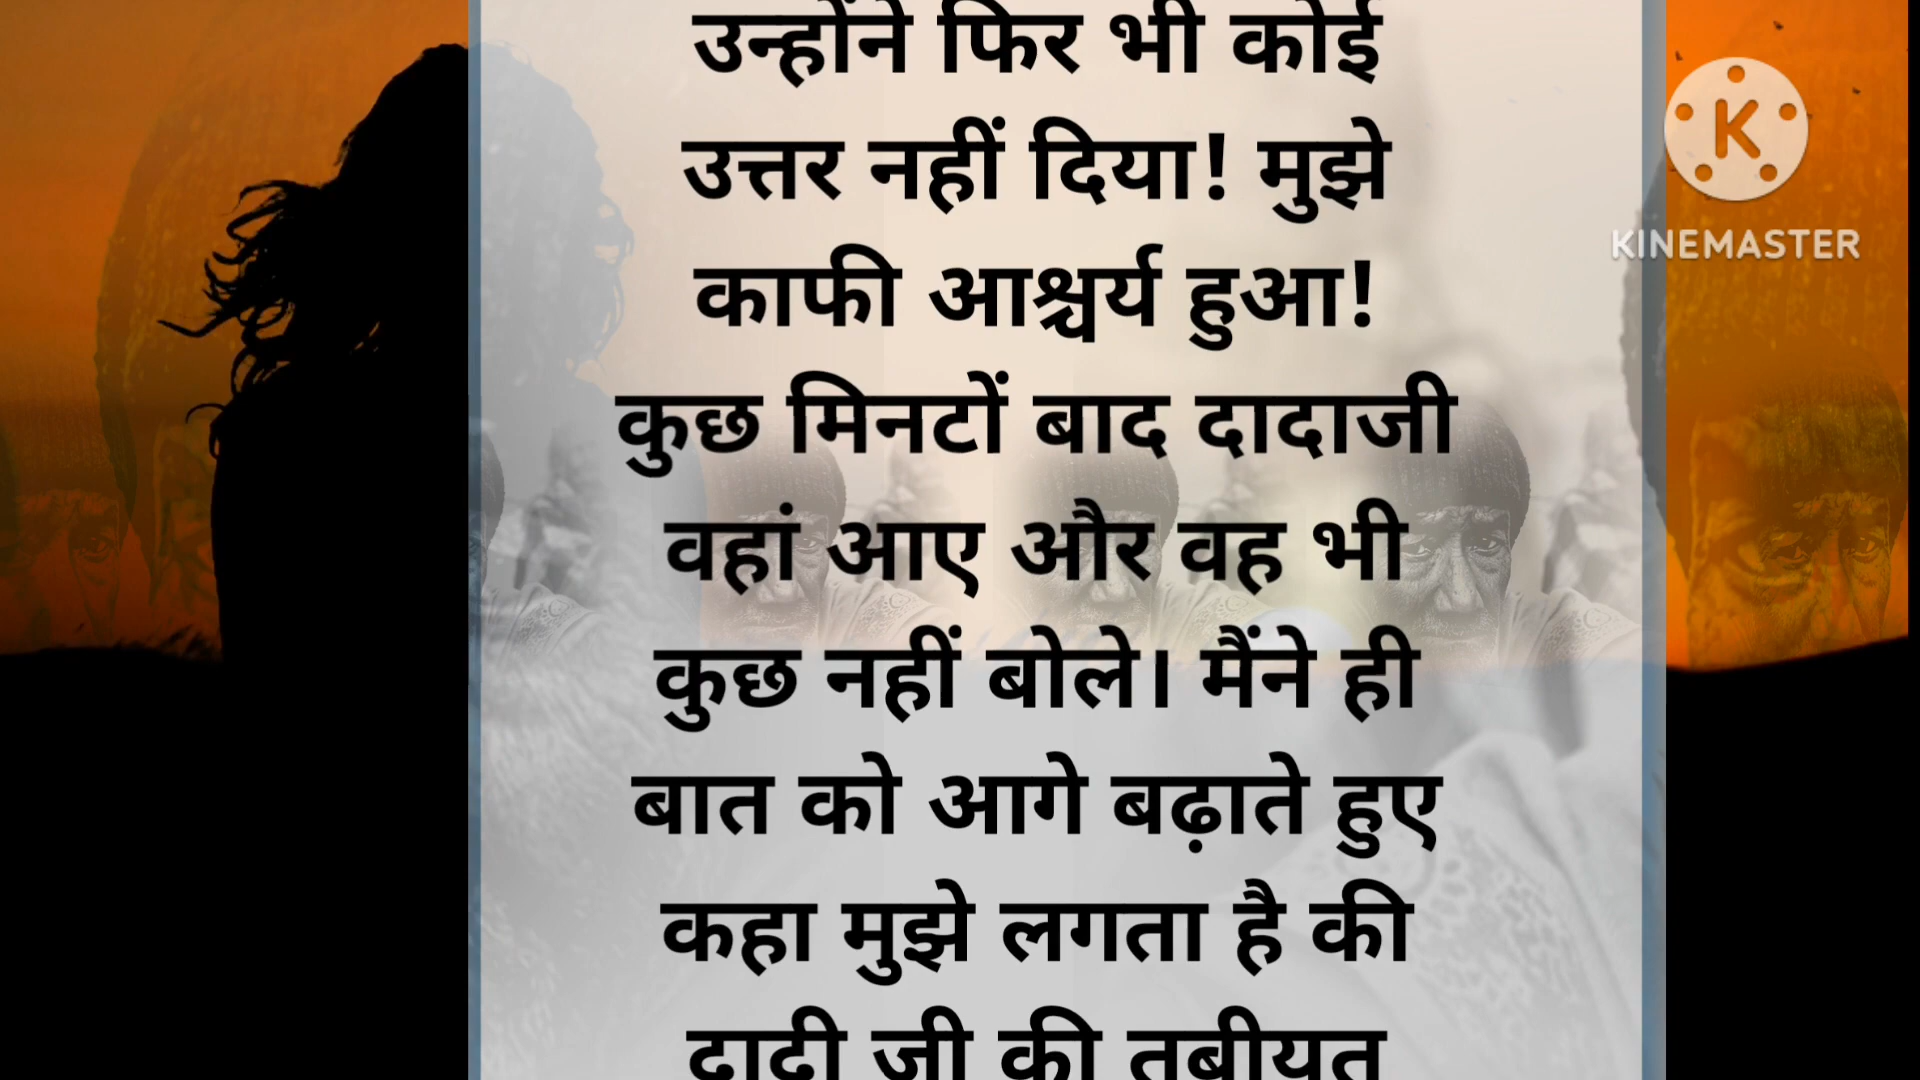 उन्होंने फिर भी कोई
उत्तर नहीं दिया! मुझे
काफी आश्चर्य हुआ!
कुछ मिनटों बाद दादाजी
वहां आए और वह भी
कुछ नहीं बोले। मैंने ही
बात को आगे बढ़ाते हुए
कहा मुझे लगता है की
दादी जी की तबीयत
K
KINEMASTER